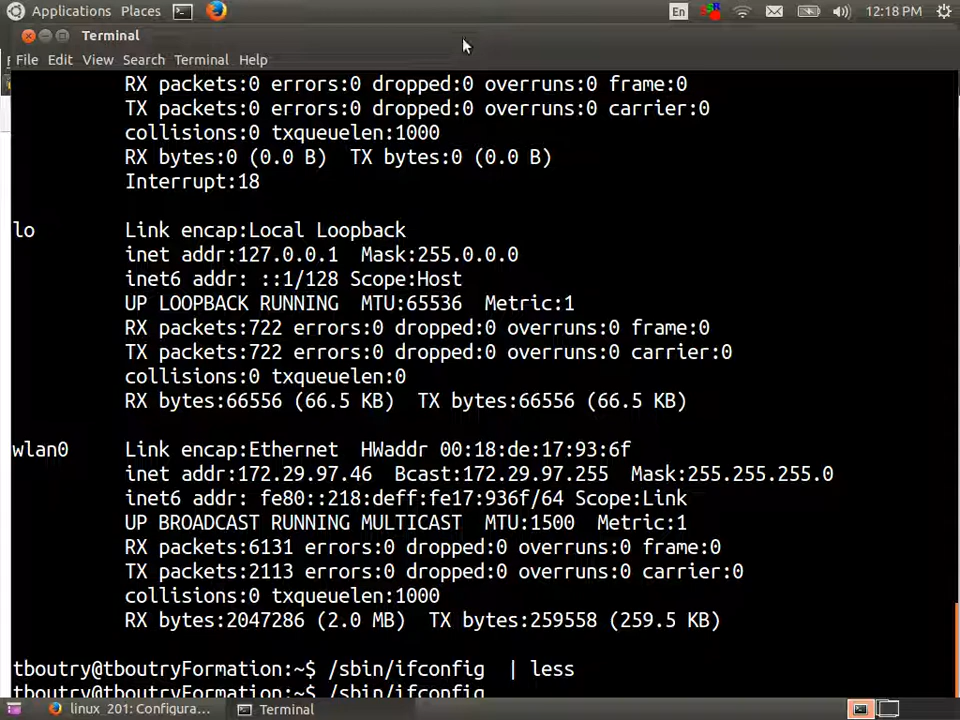 Applications Places En 12:18 PM
Terminal
File Edit View Search Terminal Help
RX packets:0 errors:0 dropped:0 overruns:0 frame:0
TX packets:0 errors:0 dropped:0 overruns:0 carrier:0
collisions:0 txqueuelen:1000
RX bytes:0 (0.0 B)  TX bytes:0 (0.0 B)
Interrupt:18
lo Link encap:Local Loopback
inet addr:127.0.0.1  Mask:255.0.0.0
inet6 addr: ::1/128 Scope:Host
UP LOOPBACK RUNNING  MTU:65536  Metric:1
RX packets:722 errors:0 dropped:0 overruns:0 frame:0
TX packets:722 errors:0 dropped:0 overruns:0 carrier:0
collisions:0 txqueuelen:0
RX bytes:66556 (66.5 KB)  TX bytes:66556 (66.5 KB)
wlan0 Link encap:Ethernet  HWaddr 00:18:de:17:93:6f
inet addr:172.29.97.46  Bcast:172.29.97.255  Mask:255.255.255.0
inet6 addr: fe80::218:deff:fe17:936f/64 Scope:Link
UP BROADCAST RUNNING MULTICAST  MTU:1500  Metric:1
RX packets:6131 errors:0 dropped:0 overruns:0 frame:0
TX packets:2113 errors:0 dropped:0 overruns:0 carrier:0
collisions:0 txqueuelen:1000
RX bytes:2047286 (2.0 MB)  TX bytes:259558 (259.5 KB)
tboutry@tboutryFormation:~$ /sbin/ifconfig  | less
tboutry@tboutryFormation:~$ /sbin/ifconfig
linux_201: Configura... Terminal